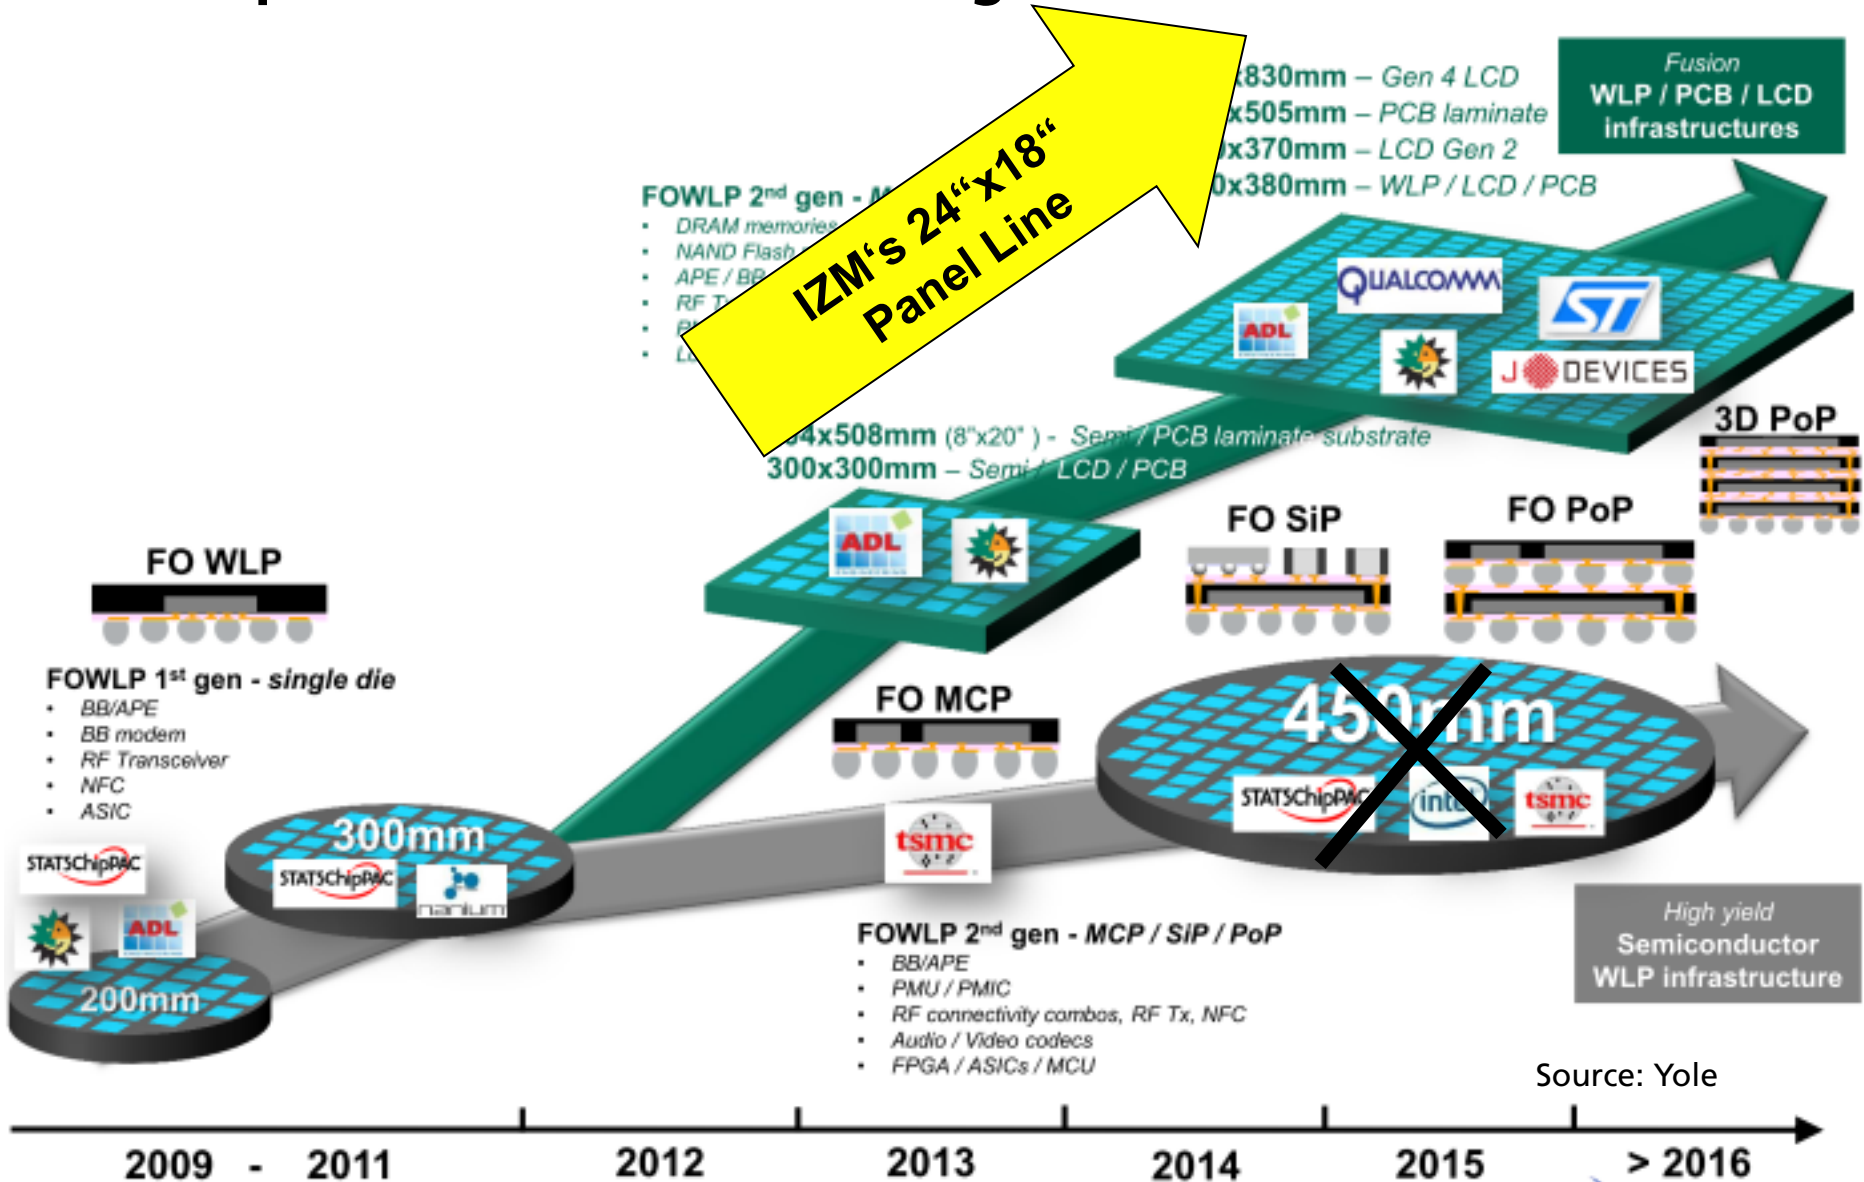 IZM‘s 24“x18“
Panel Line
x830mm – Gen 4 LCD
x505mm – PCB laminate
0x370mm – LCD Gen 2
0x380mm – WLP / LCD / PCB
Fusion
WLP / PCB / LCD
infrastructures
FOWLP 2nd gen -
• DRAM memories
• NAND Flash
• APE / BB
• RF
QUALCOMM
ADL
ST
J DEVICES
4x508mm (8"x20" ) - Semi / PCB laminate substrate
300x300mm – Semi / LCD / PCB
ADL
3D PoP
FO SiP
FO PoP
FO WLP
FOWLP 1st gen - single die
• BB/APE
• BB modem
• RF Transceiver
• NFC
• ASIC
FO MCP
450mm
STATSChipPAC
intel
tsmc
300mm
STATSChipPAC
nanium
tsmc
STATSChipPAC
ADL
200mm
FOWLP 2nd gen - MCP / SiP / PoP
• BB/APE
• PMU / PMIC
• RF connectivity combos, RF Tx, NFC
• Audio / Video codecs
• FPGA / ASICs / MCU
High yield
Semiconductor
WLP infrastructure
Source: Yole
2009 - 2011 2012 2013 2014 2015 > 2016